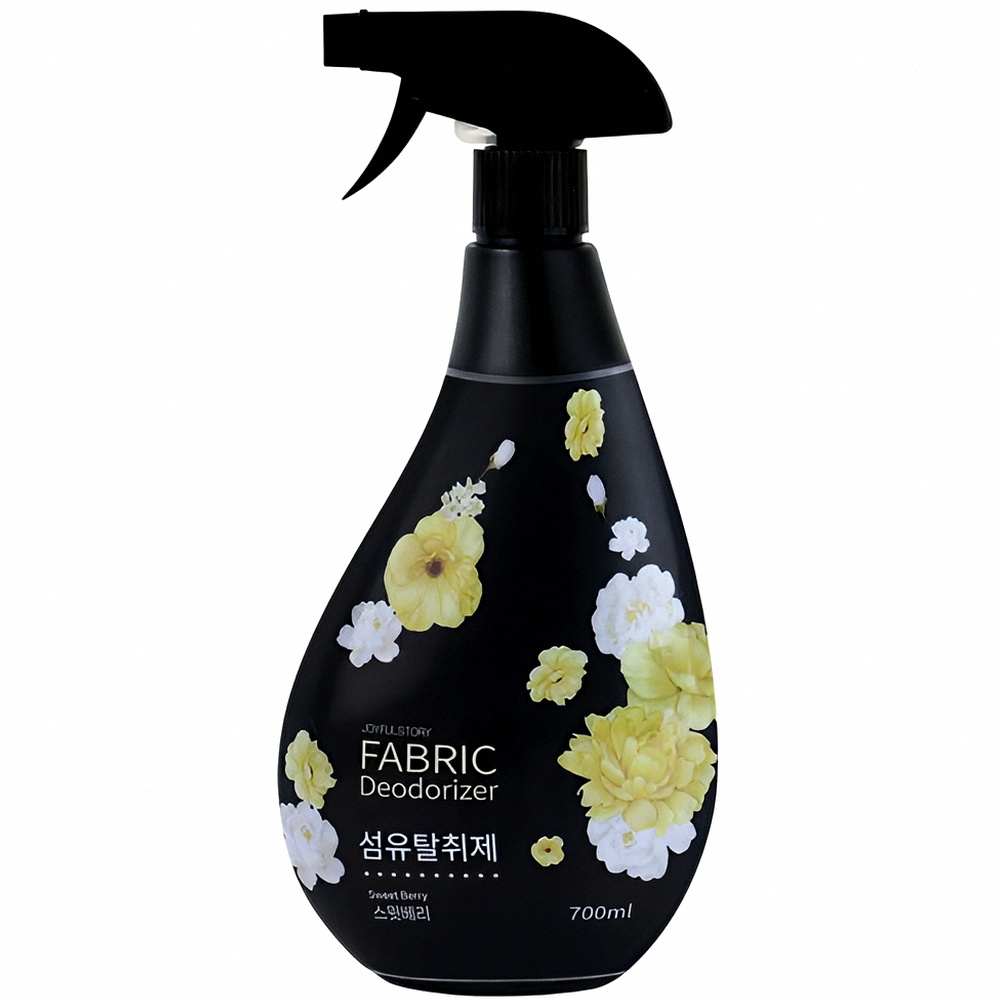 JOYFULSTORY
FABRIC
Deodorizer
섬유탈취제
Sweet Berry
스윗베리
700ml